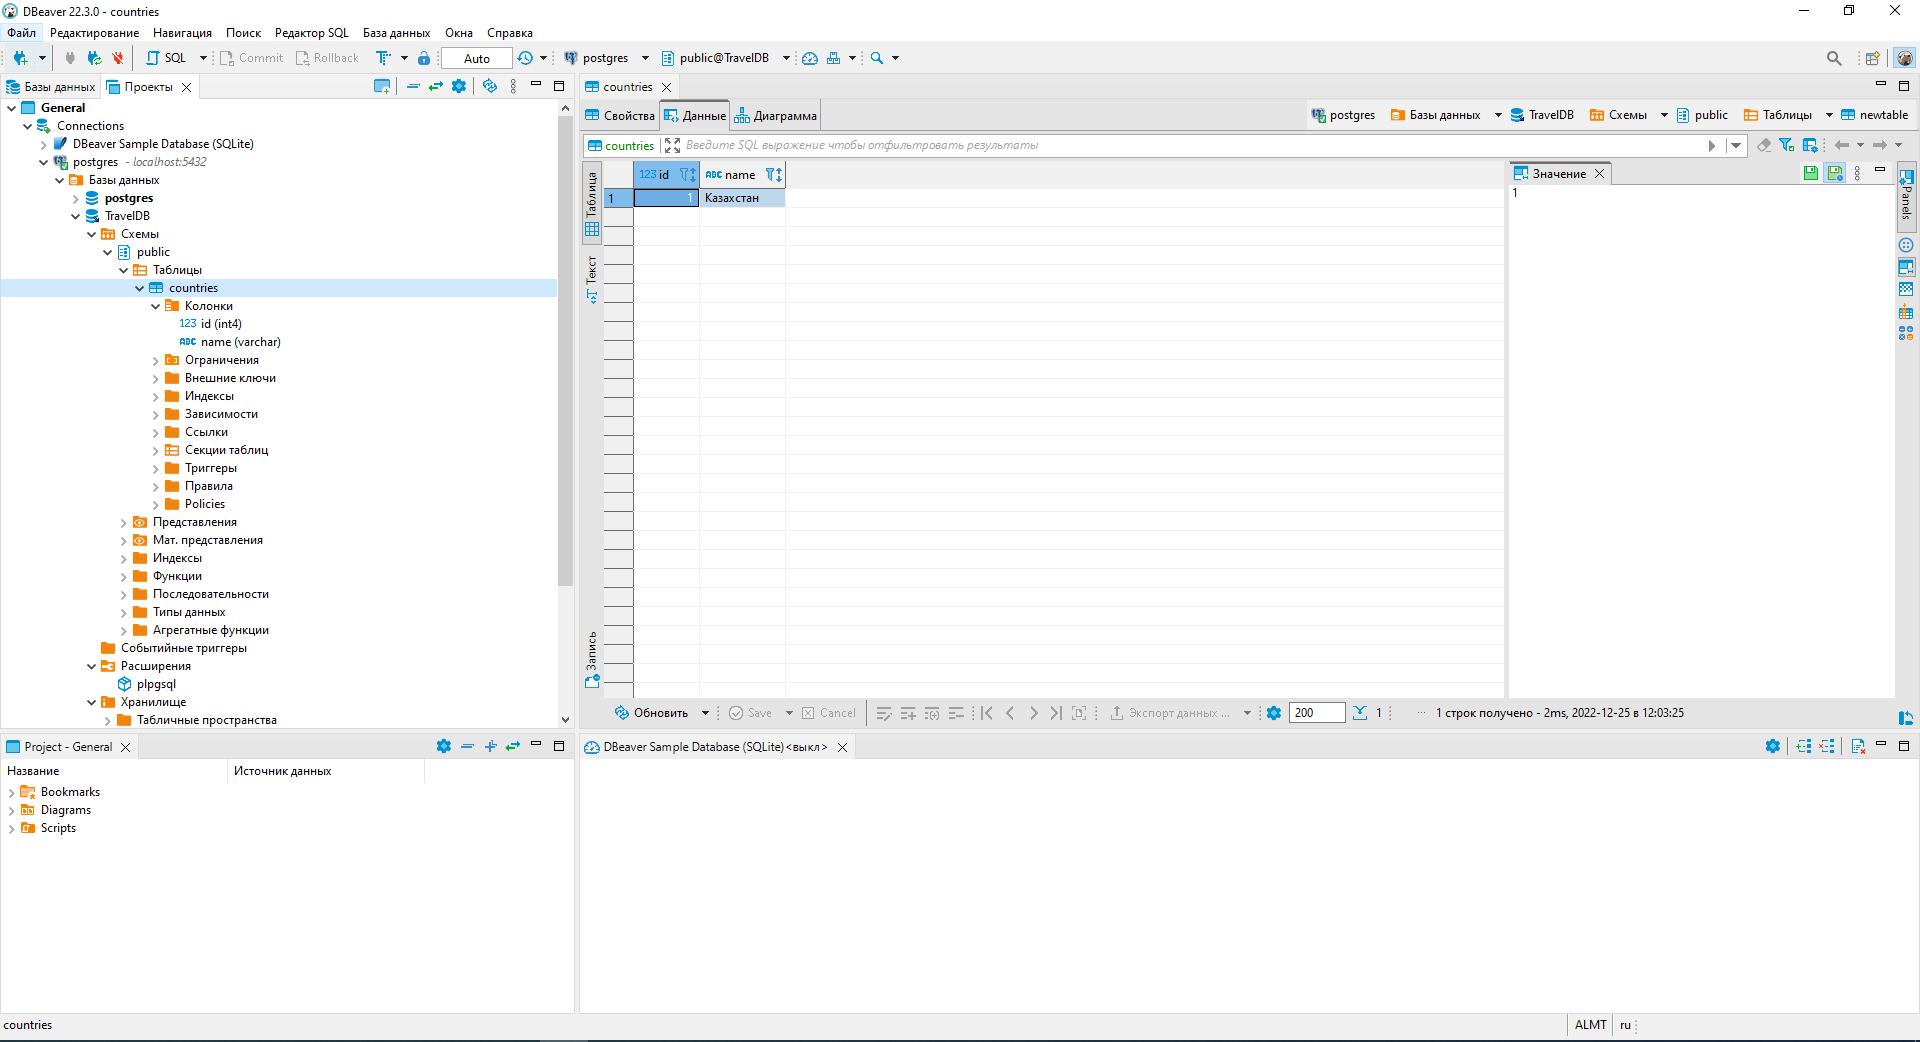 DBeaver 22.3.0 - countries
Файл Редактирование Навигация Поиск Редактор SQL База данных Окна Справка
SQL Commit Rollback Auto postgres public@TravelDB
Базы данных Проекты
General
Connections
DBeaver Sample Database (SQLite)
postgres - localhost:5432
Базы данных
postgres
TravelDB
Схемы
public
Таблицы
countries
Колонки
123 id (int4)
ABC name (varchar)
Ограничения
Внешние ключи
Индексы
Зависимости
Ссылки
Секции таблиц
Триггеры
Правила
Policies
Представления
Мат. представления
Индексы
Функции
Последовательности
Типы данных
Агрегатные функции
Событийные триггеры
Расширения
plpgsql
Хранилище
Табличные пространства
countries
Свойства Данные Диаграмма
postgres Базы данных TravelDB Схемы public Таблицы newtable
countries Введите SQL выражение чтобы отфильтровать результаты
Таблица
Текст
Запись
123 id ABC name
1 1 Казахстан
Значение
1
Panels
Обновить Save Cancel Экспорт данных ... 200 1 ··· 1 строк получено - 2ms, 2022-12-25 в 12:03:25
Project - General
Название Источник данных
Bookmarks
Diagrams
Scripts
DBeaver Sample Database (SQLite) <выкл>
countries ALMT ru